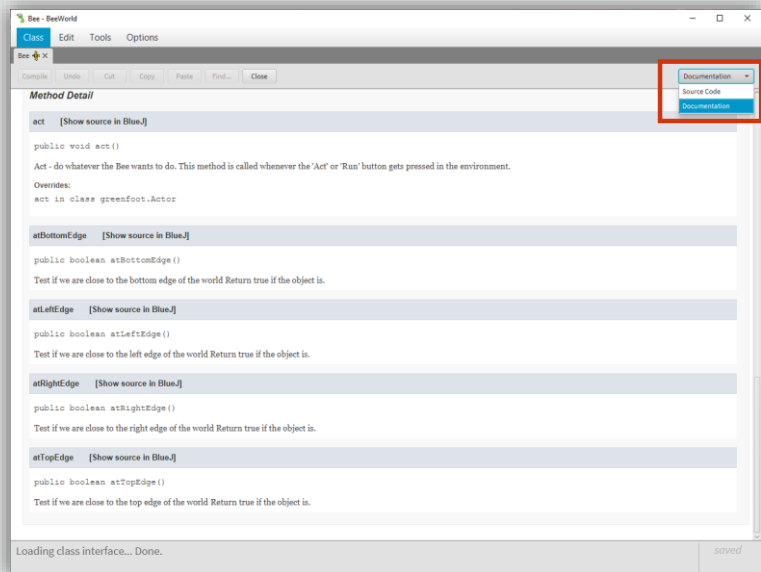 Bee - BeeWorld
Class Edit Tools Options
Bee
Compile Undo Cut Copy Paste Find... Close Documentation
Source Code
Documentation
Method Detail
act [Show source in BlueJ]
public void act()
Act - do whatever the Bee wants to do. This method is called whenever the 'Act' or 'Run' button gets pressed in the environment.
Overrides:
act in class greenfoot.Actor
atBottomEdge [Show source in BlueJ]
public boolean atBottomEdge()
Test if we are close to the bottom edge of the world Return true if the object is.
atLeftEdge [Show source in BlueJ]
public boolean atLeftEdge()
Test if we are close to the left edge of the world Return true if the object is.
atRightEdge [Show source in BlueJ]
public boolean atRightEdge()
Test if we are close to the right edge of the world Return true if the object is.
atTopEdge [Show source in BlueJ]
public boolean atTopEdge()
Test if we are close to the top edge of the world Return true if the object is.
Loading class interface... Done. saved